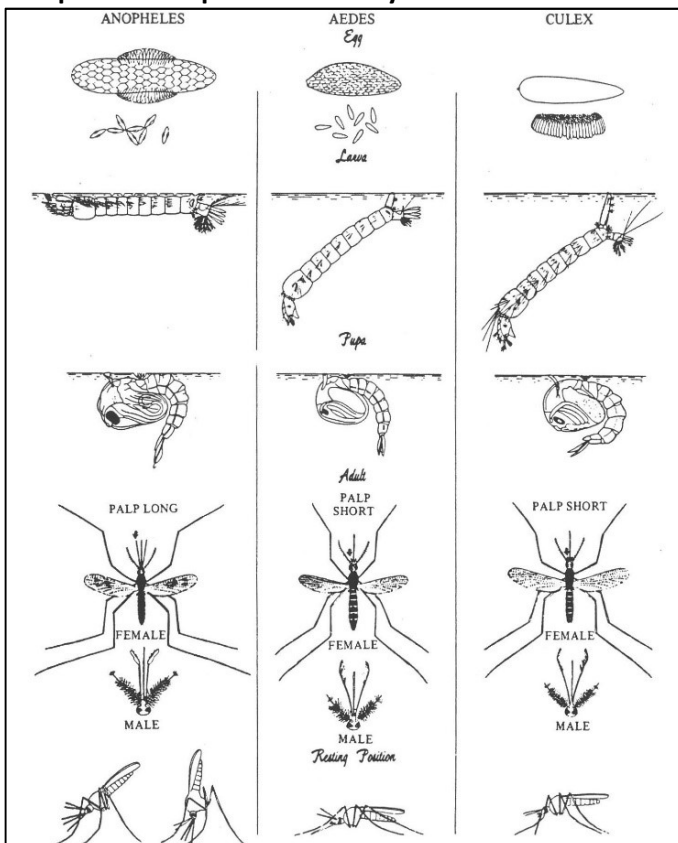 ANOPHELES AEDES CULEX
Egg
Larva
Pupa
Adult
PALP LONG PALP SHORT PALP SHORT
FEMALE FEMALE FEMALE
MALE MALE MALE
Resting Position